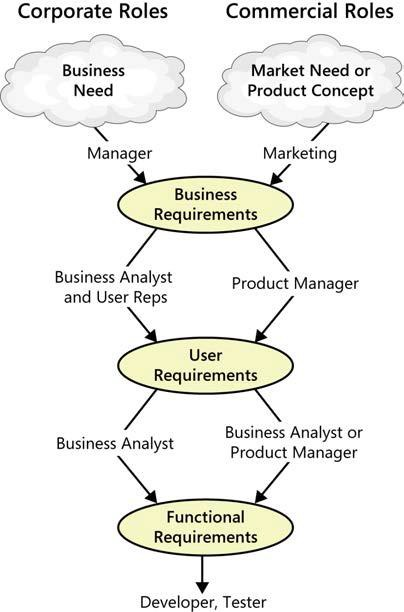 Corporate Roles
Commercial Roles
Business
Need
Market Need or
Product Concept
Manager
Marketing
Business
Requirements
Business Analyst
and User Reps
Product Manager
User
Requirements
Business Analyst
Business Analyst or
Product Manager
Functional
Requirements
Developer, Tester